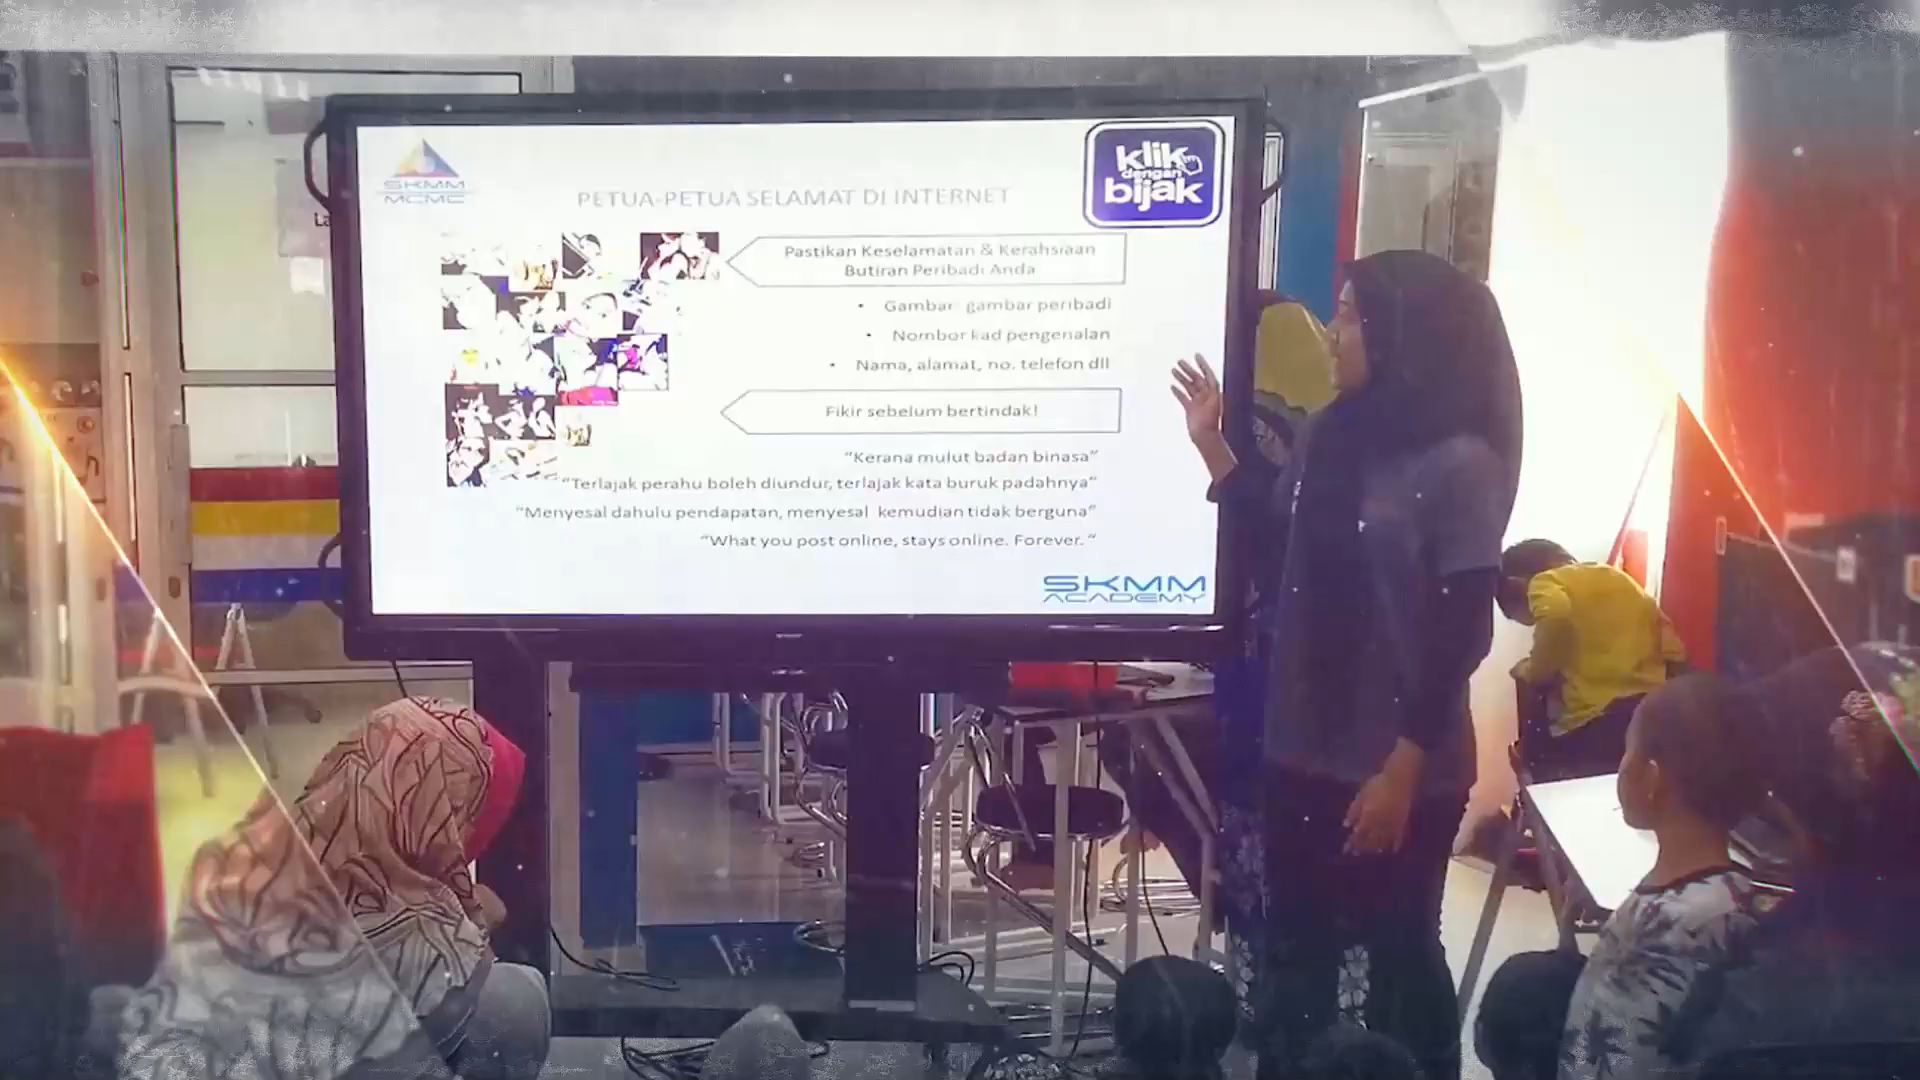 SKMM
MCMC
klik
dengan
bijak
PETUA-PETUA SELAMAT DI INTERNET
Pastikan Keselamatan & Kerahsiaan
Butiran Peribadi Anda
• Gambar- gambar peribadi
• Nombor kad pengenalan
• Nama, alamat, no. telefon dll
Fikir sebelum bertindak!
“Kerana mulut badan binasa”
“Terlajak perahu boleh diundur, terlajak kata buruk padahnya”
“Menyesal dahulu pendapatan, menyesal kemudian tidak berguna”
“What you post online, stays online. Forever. “
SKMM
ACADEMY